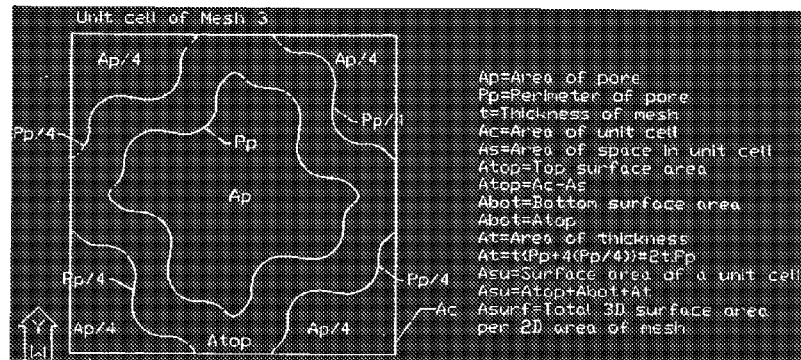 Unit cell of Mesh 3
Ap/4
Ap/4
Pp/4
Pp/4
Pp
Ap
Pp/4
Pp/4
Ap/4
Atop
Ap/4
Ac
Y
W
Ap=Area of pore
Pp=Perimeter of pore
t=Thickness of mesh
Ac=Area of unit cell
As=Area of space in unit cell
Atop=Top surface area
Atop=Ac-As
Abot=Bottom surface area
Abot=Atop
At=Area of thickness
At=t(Pp+4(Pp/4))=2tPp
Asu=Surface area of a unit cell
Asu=Atop+Abot+At
Asurf=Total 3D surface area
per 2D area of mesh